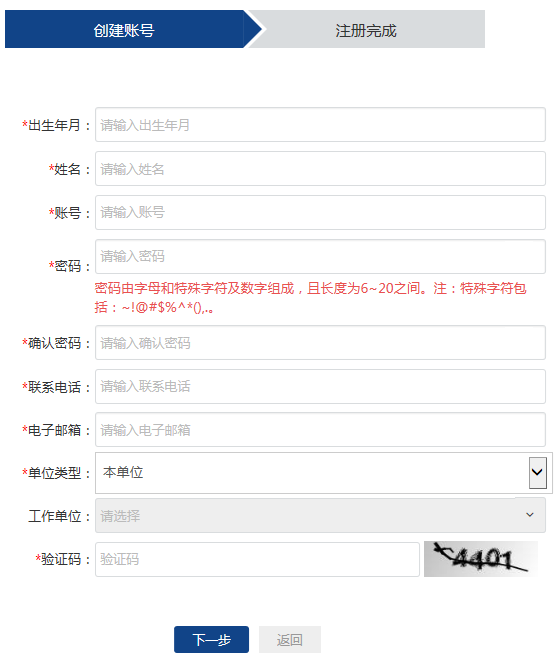 创建账号 注册完成
*出生年月： 请输入出生年月
*姓名： 请输入姓名
*账号： 请输入账号
*密码： 请输入密码
密码由字母和特殊字符及数字组成，且长度为6~20之间。注：特殊字符包
括：~!@#$%^*(),.。
*确认密码： 请输入确认密码
*联系电话： 请输入联系电话
*电子邮箱： 请输入电子邮箱
*单位类型： 本单位
工作单位： 请选择
*验证码： 验证码 4401
下一步 返回